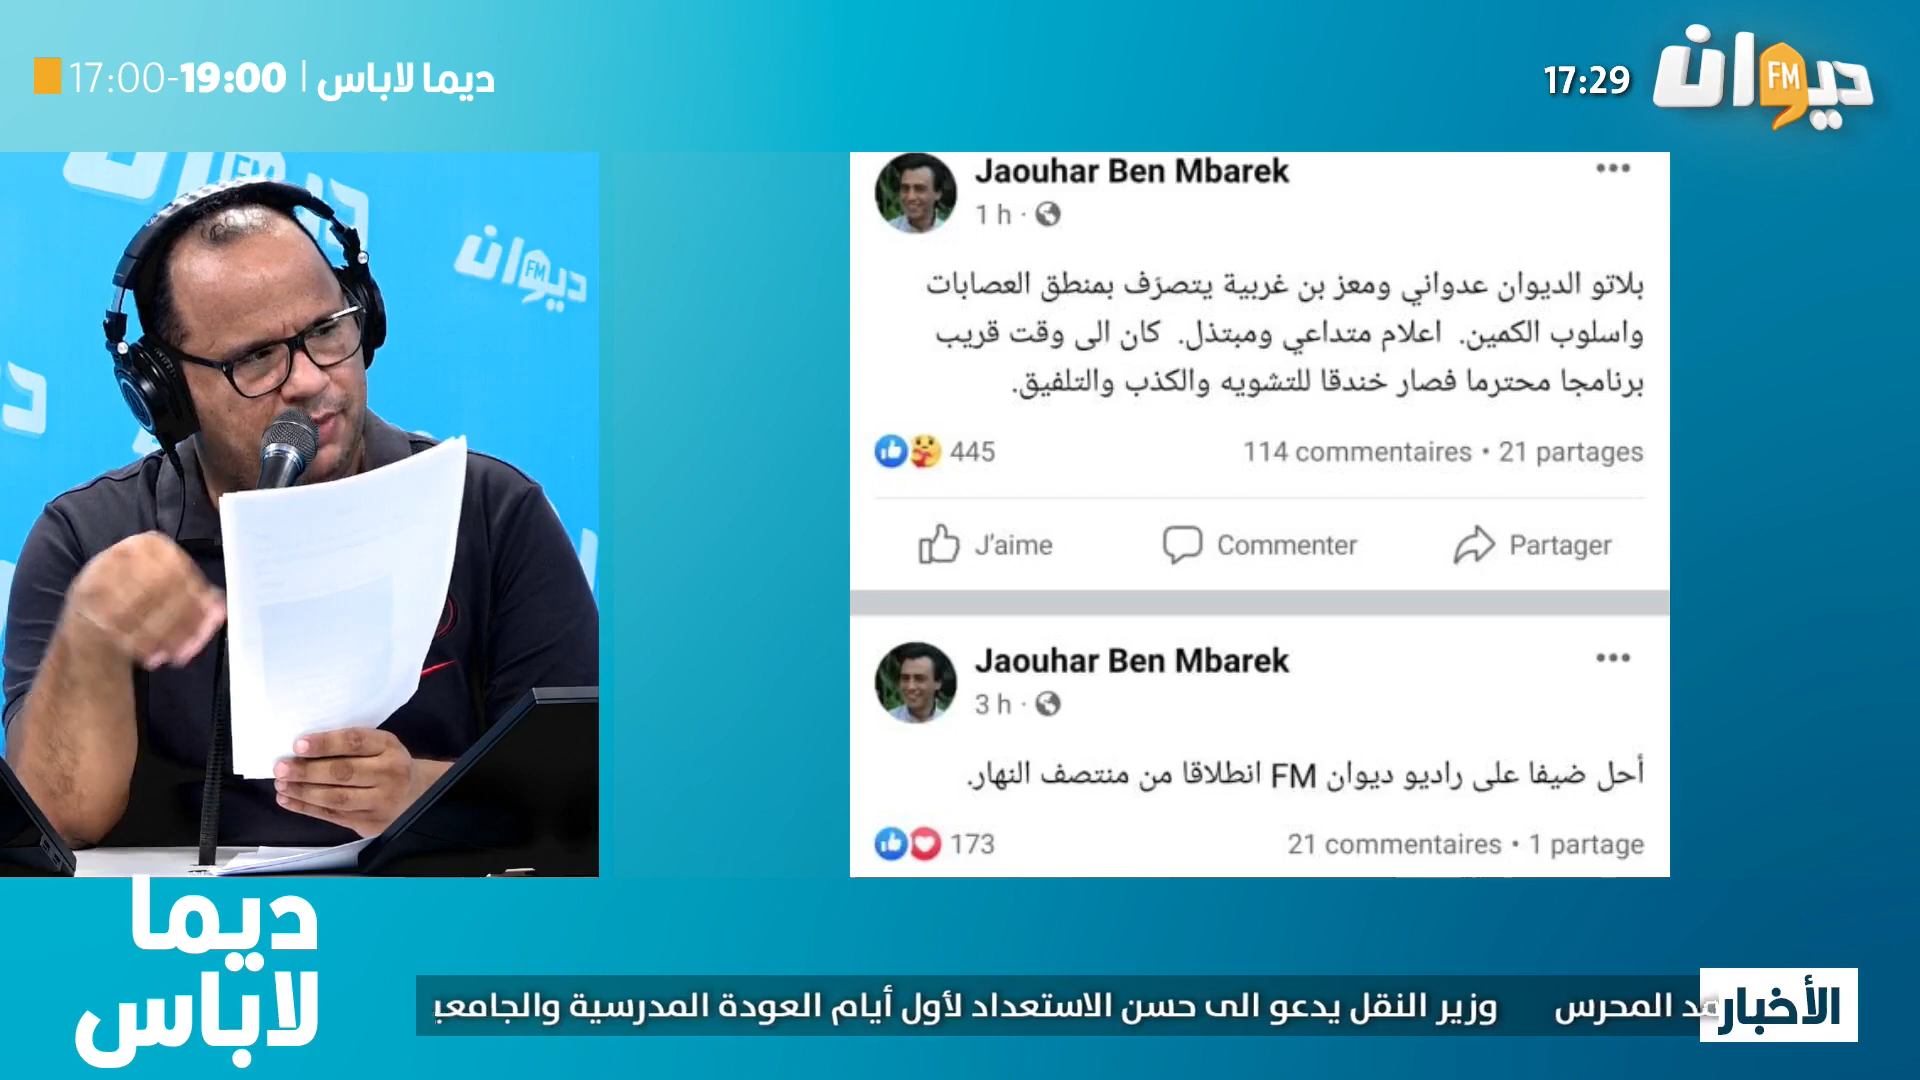 17:00-19:00 | ديما لاباس
17:29
ديوان FM
ديوان FM
Jaouhar Ben Mbarek
1 h
بلاتو الديوان عدواني ومعز بن غربية يتصرَف بمنطق العصابات
واسلوب الكمين. اعلام متداعي ومبتذل. كان الى وقت قريب
برنامجا محترما فصار خندقا للتشويه والكذب والتلفيق.
445
114 commentaires • 21 partages
J'aime
Commenter
Partager
Jaouhar Ben Mbarek
3 h
أحل ضيفا على راديو ديوان FM انطلاقا من منتصف النهار.
173
21 commentaires • 1 partage
ديما
لاباس
الأخبار
المحرس
وزير النقل يدعو الى حسن الاستعداد لأول أيام العودة المدرسية